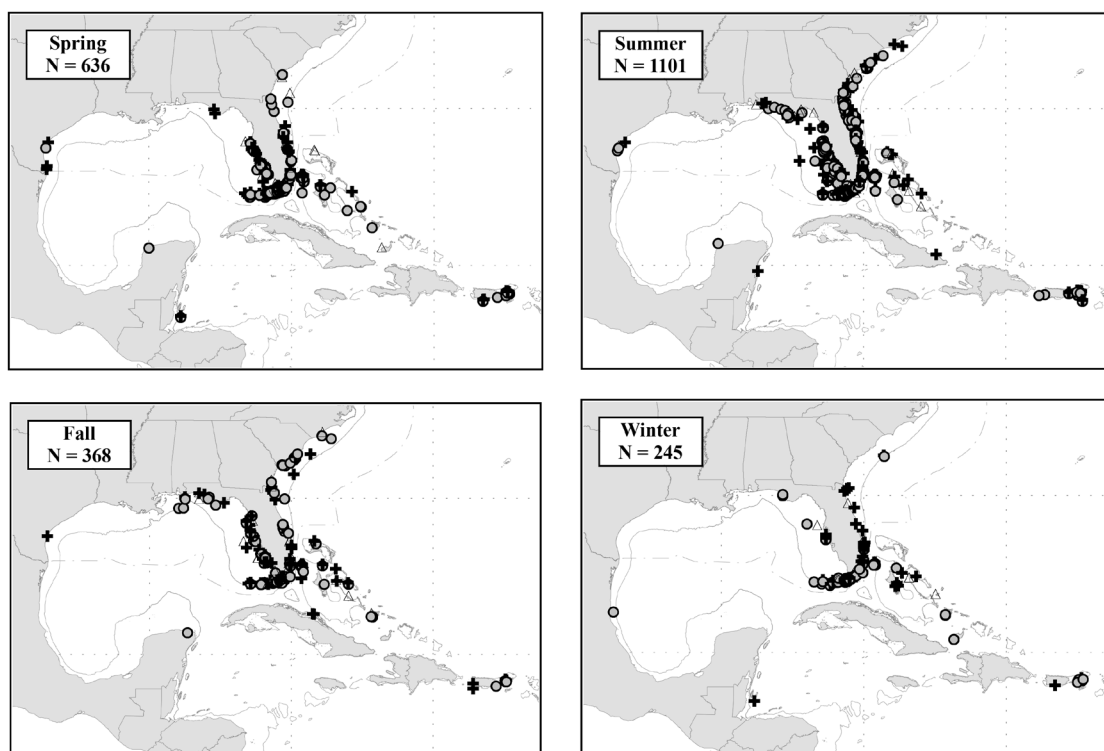 Spring
N = 636
Summer
N = 1101
Fall
N = 368
Winter
N = 245